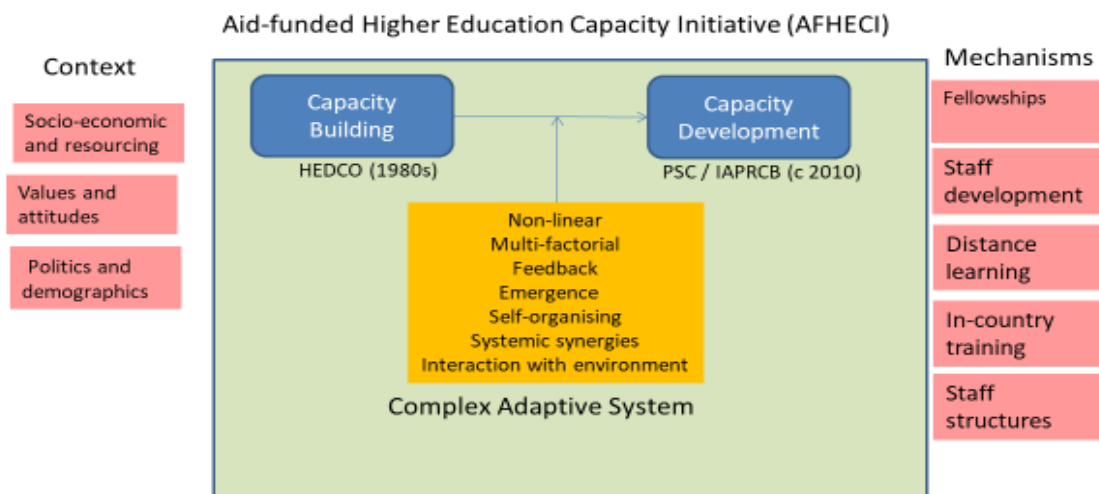 Aid-funded Higher Education Capacity Initiative (AFHECI)
Context
Socio-economic
and resourcing
Values and
attitudes
Politics and
demographics
Capacity
Building
HEDCO (1980s)
Capacity
Development
PSC / IAPRCB (c 2010)
Non-linear
Multi-factorial
Feedback
Emergence
Self-organising
Systemic synergies
Interaction with environment
Complex Adaptive System
Mechanisms
Fellowships
Staff
development
Distance
learning
In-country
training
Staff
structures